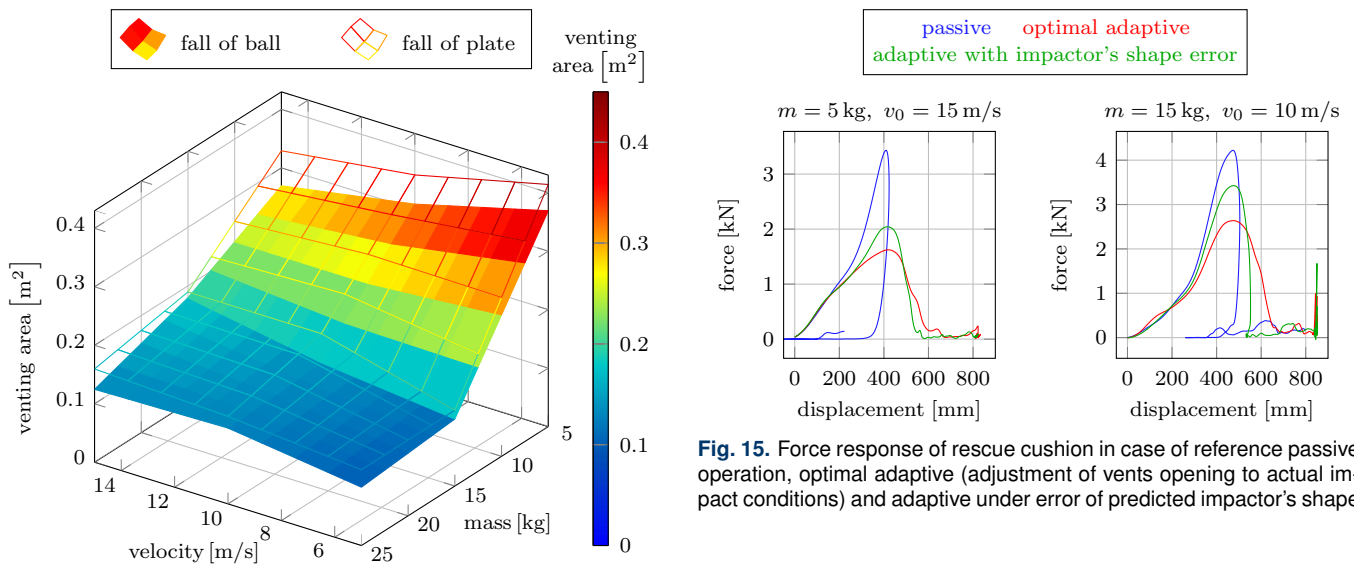 fall of ball
fall of plate
venting
area [m²]
0.4
0.3
0.2
0.1
0
venting area [m²]
0.4
0.3
0.2
0.1
0
14
12
10
8
6
velocity [m/s]
5
10
15
20
25
mass [kg]
passive optimal adaptive
adaptive with impactor's shape error
m = 5 kg, v₀ = 15 m/s
3
2
1
0
force [kN]
0 200 400 600 800
displacement [mm]
m = 15 kg, v₀ = 10 m/s
4
3
2
1
0
force [kN]
0 200 400 600 800
displacement [mm]
Fig. 15. Force response of rescue cushion in case of reference passive
operation, optimal adaptive (adjustment of vents opening to actual im-
pact conditions) and adaptive under error of predicted impactor's shape